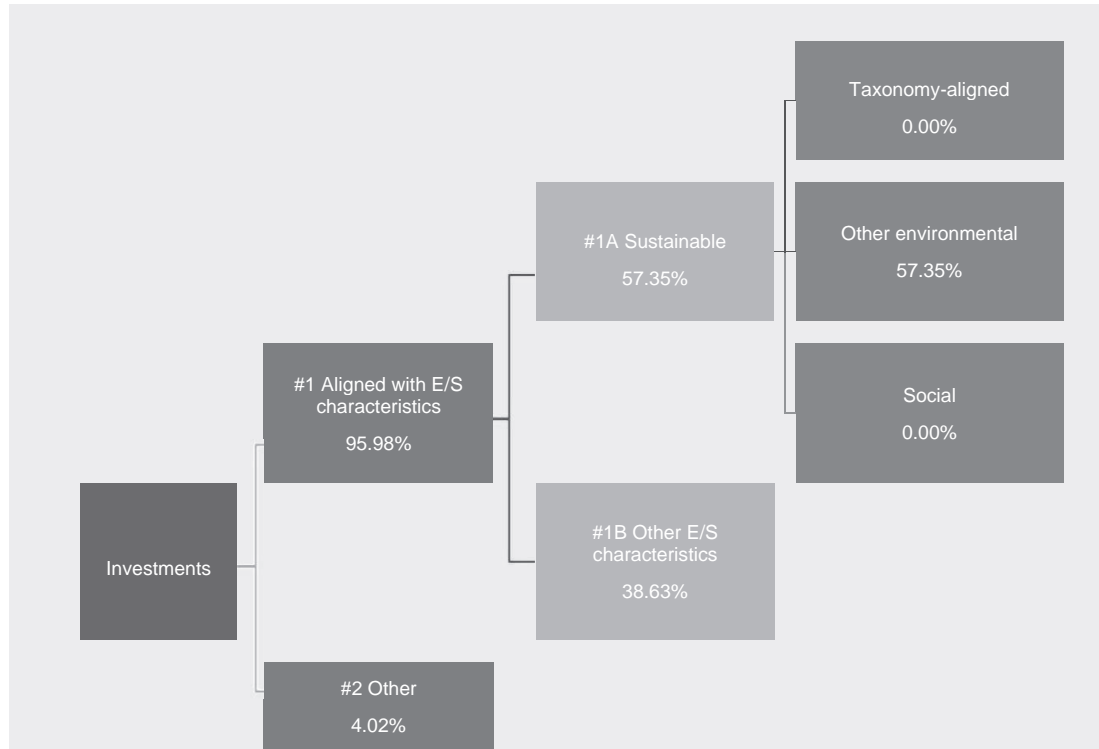 Taxonomy-aligned
0.00%
#1A Sustainable
57.35%
Other environmental
57.35%
#1 Aligned with E/S
characteristics
95.98%
Social
0.00%
Investments
#1B Other E/S
characteristics
38.63%
#2 Other
4.02%